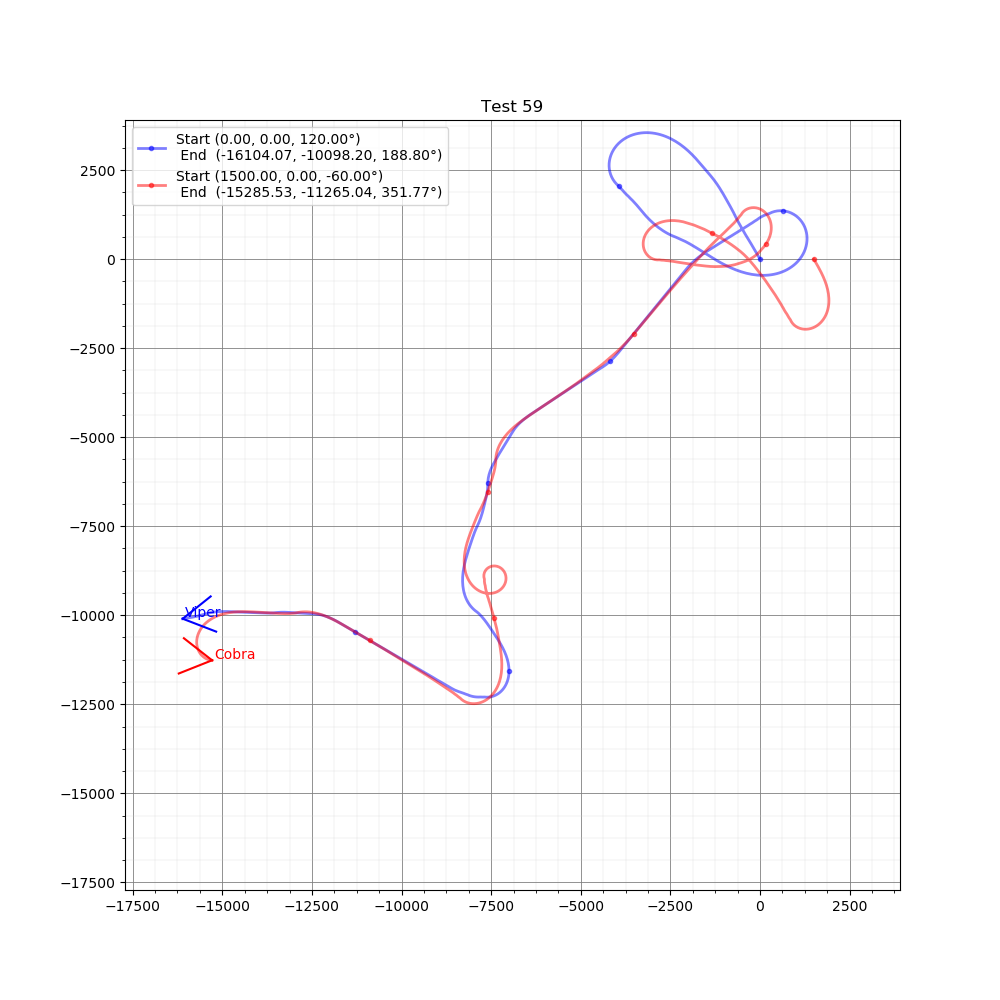 Test 59
Start (0.00, 0.00, 120.00°)
End  (-16104.07, -10098.20, 188.80°)
Start (1500.00, 0.00, -60.00°)
End  (-15285.53, -11265.04, 351.77°)
2500
0
−2500
−5000
−7500
−10000
−12500
−15000
−17500
Viper
Cobra
−17500 −15000 −12500 −10000 −7500 −5000 −2500 0 2500